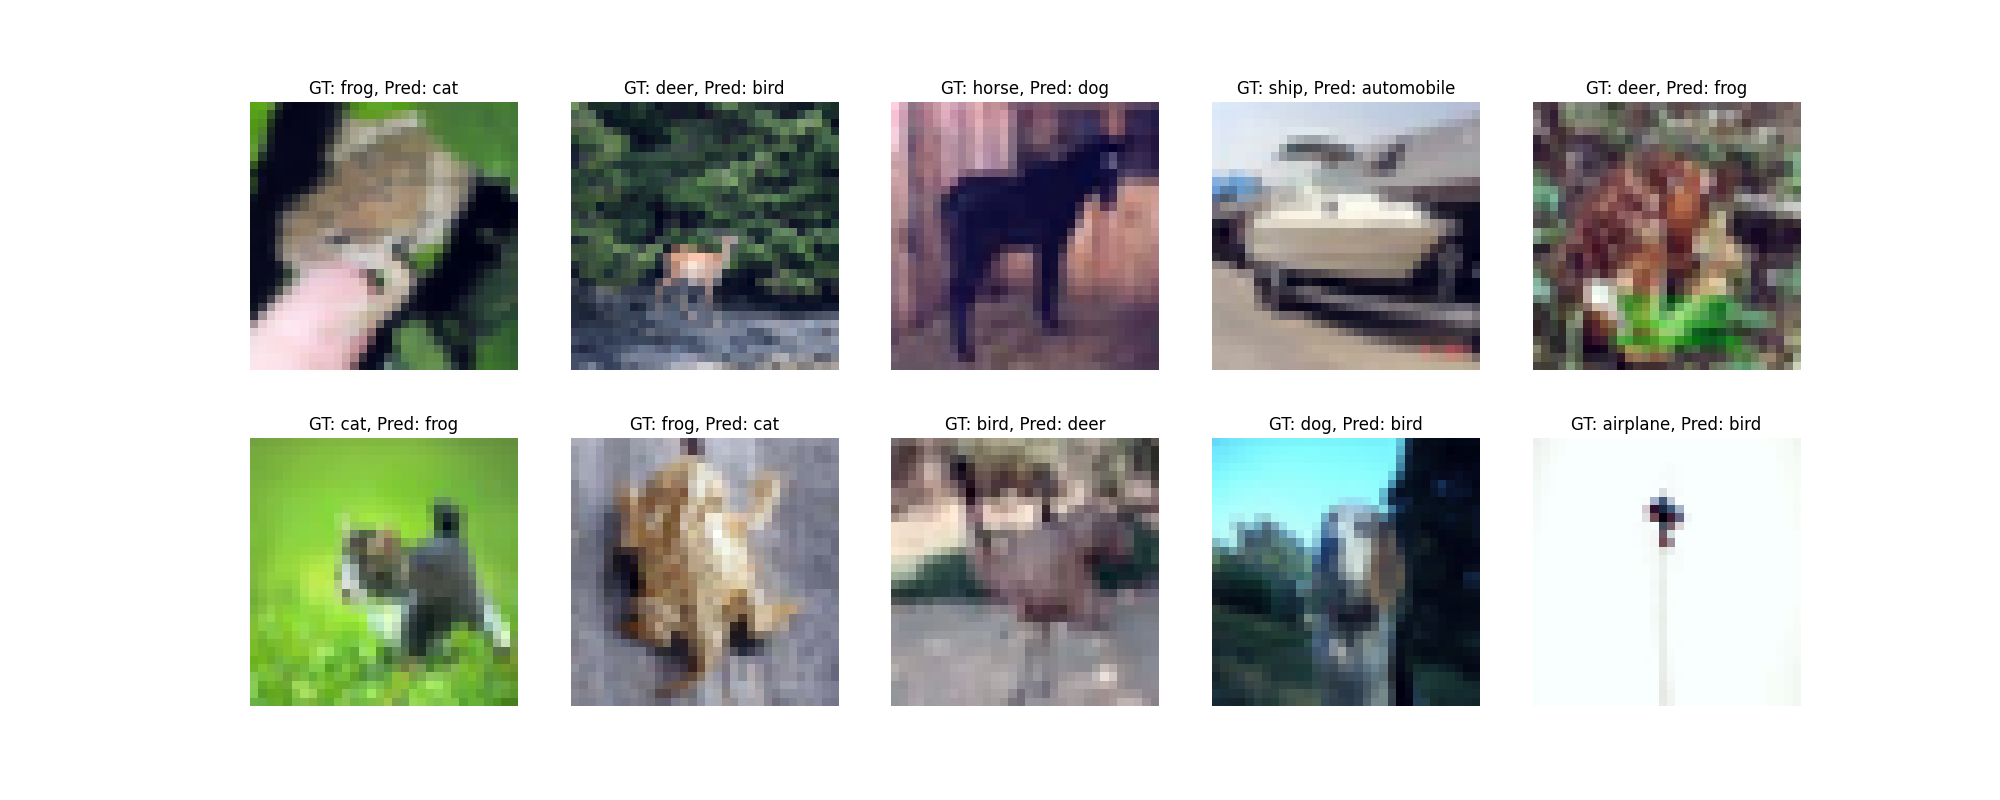 GT: frog, Pred: cat
GT: deer, Pred: bird
GT: horse, Pred: dog
GT: ship, Pred: automobile
GT: deer, Pred: frog
GT: cat, Pred: frog
GT: frog, Pred: cat
GT: bird, Pred: deer
GT: dog, Pred: bird
GT: airplane, Pred: bird